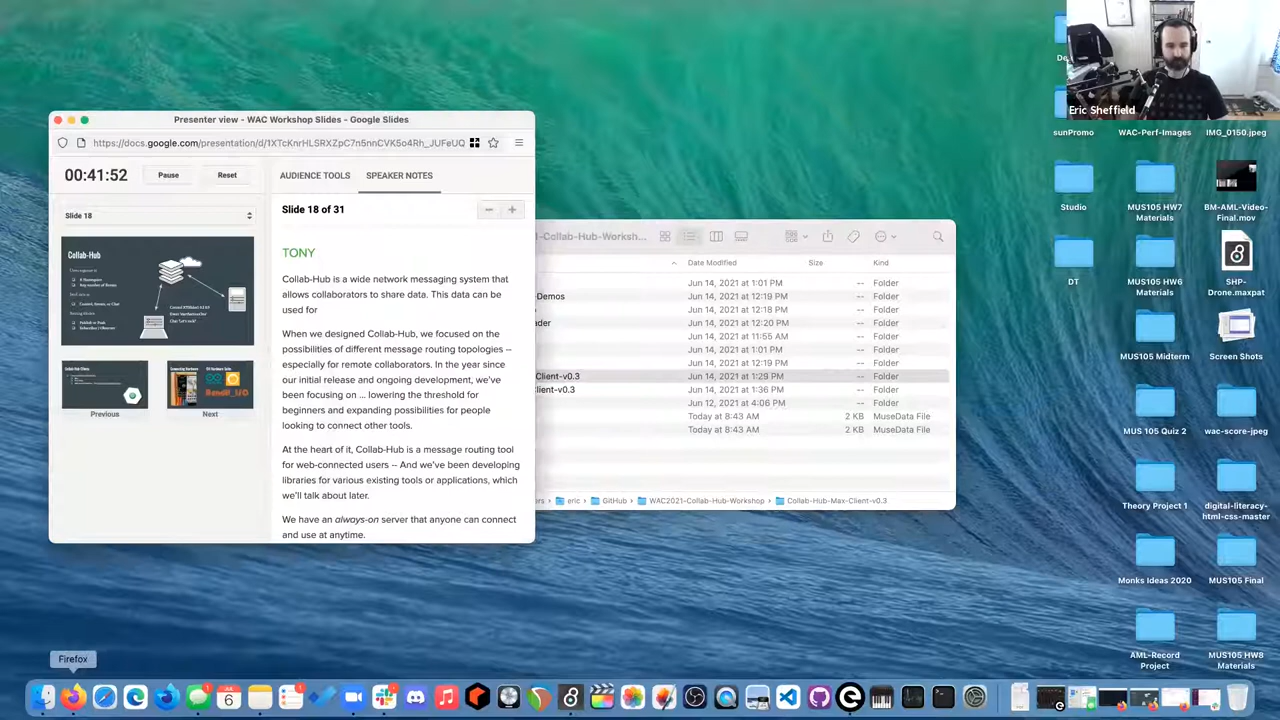 Presenter view - WAC Workshop Slides - Google Slides
https://docs.google.com/presentation/d/1XTcKnrHLSRXZpC7n5nnCVK5o4Rh_JUFeUQ
00:41:52
Pause
Reset
AUDIENCE TOOLS
SPEAKER NOTES
Slide 18
Slide 18 of 31
Collab-Hub
Previous
Next
TONY
Collab-Hub is a wide network messaging system that
allows collaborators to share data. This data can be
used for
When we designed Collab-Hub, we focused on the
possibilities of different message routing topologies --
especially for remote collaborators. In the year since
our initial release and ongoing development, we've
been focusing on ... lowering the threshold for
beginners and expanding possibilities for people
looking to connect other tools.
At the heart of it, Collab-Hub is a message routing tool
for web-connected users -- And we've been developing
libraries for various existing tools or applications, which
we'll talk about later.
We have an always-on server that anyone can connect
and use at anytime.
1-Collab-Hub-Worksh...
Date Modified
Size
Kind
Jun 14, 2021 at 1:01 PM -- Folder
-Demos Jun 14, 2021 at 12:19 PM -- Folder
Jun 14, 2021 at 12:18 PM -- Folder
ader Jun 14, 2021 at 12:20 PM -- Folder
Jun 14, 2021 at 11:55 AM -- Folder
Jun 14, 2021 at 1:01 PM -- Folder
Jun 14, 2021 at 12:19 PM -- Folder
Client-v0.3 Jun 14, 2021 at 1:29 PM -- Folder
lient-v0.3 Jun 14, 2021 at 1:36 PM -- Folder
Jun 12, 2021 at 4:06 PM -- Folder
Today at 8:43 AM 2 KB MuseData File
Today at 8:43 AM 2 KB MuseData File
ers eric GitHub WAC2021-Collab-Hub-Workshop Collab-Hub-Max-Client-v0.3
Eric Sheffield
De
sunPromo
WAC-Perf-Images
IMG_0150.jpeg
Studio
MUS105 HW7
Materials
BM-AML-Video-
Final.mov
DT
MUS105 HW6
Materials
SHP-
Drone.maxpat
MUS105 Midterm
Screen Shots
MUS 105 Quiz 2
wac-score-jpeg
Theory Project 1
digital-literacy-
html-css-master
Monks Ideas 2020
MUS105 Final
AML-Record
Project
MUS105 HW8
Materials
Firefox
JUL
6